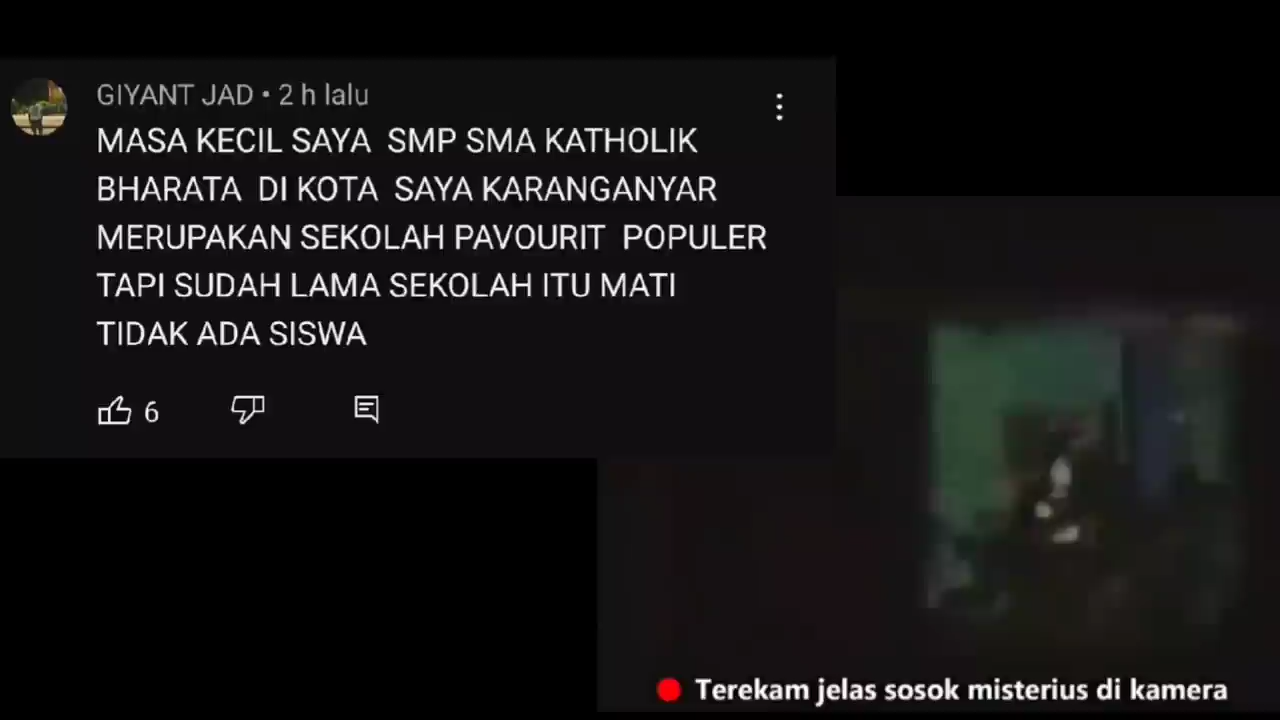 GIYANT JAD • 2 h lalu
MASA KECIL SAYA SMP SMA KATHOLIK
BHARATA DI KOTA SAYA KARANGANYAR
MERUPAKAN SEKOLAH PAVOURIT POPULER
TAPI SUDAH LAMA SEKOLAH ITU MATI
TIDAK ADA SISWA
6
Terekam jelas sosok misterius di kamera